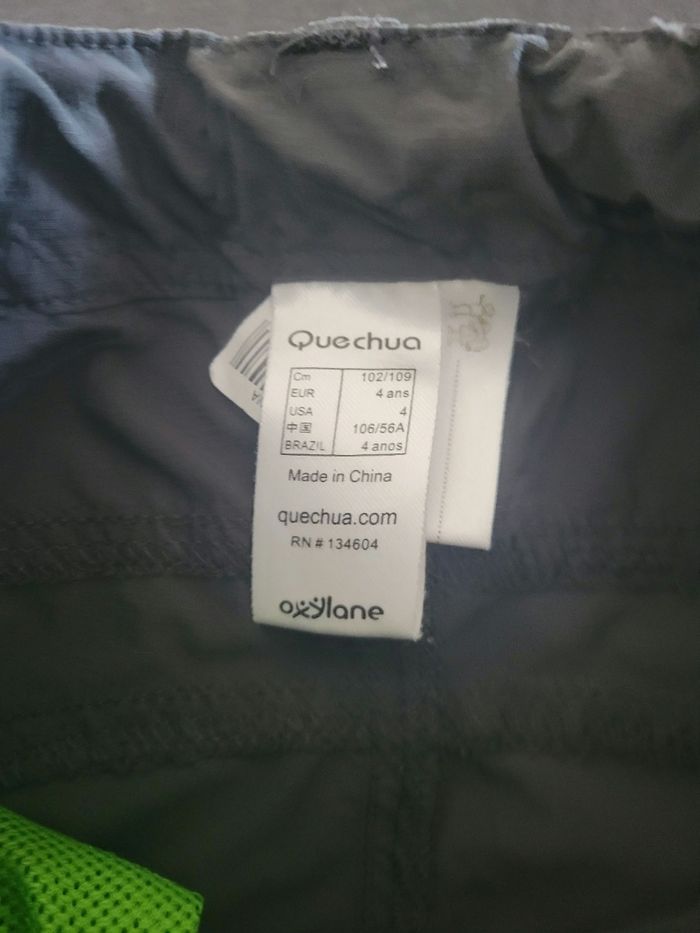 Quechua
Cm 102/109
EUR 4 ans
USA 4
中国 106/56A
BRAZIL 4 anos
Made in China
quechua.com
RN # 134604
oxylane